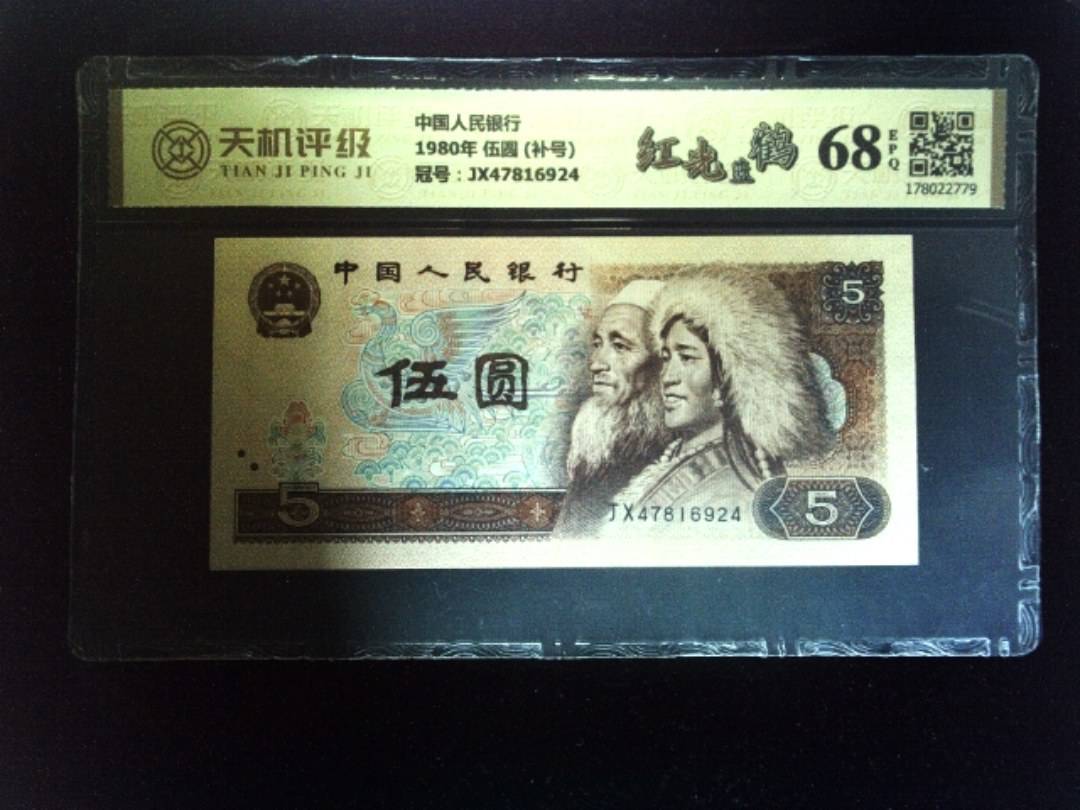 天机评级
TIAN JI PING JI
中国人民银行
1980年 伍圆 (补号)
冠号：JX47816924
红光蓝鹤
68
EPQ
178022779
中国人民银行
5
伍圆
5
JX47816924
5